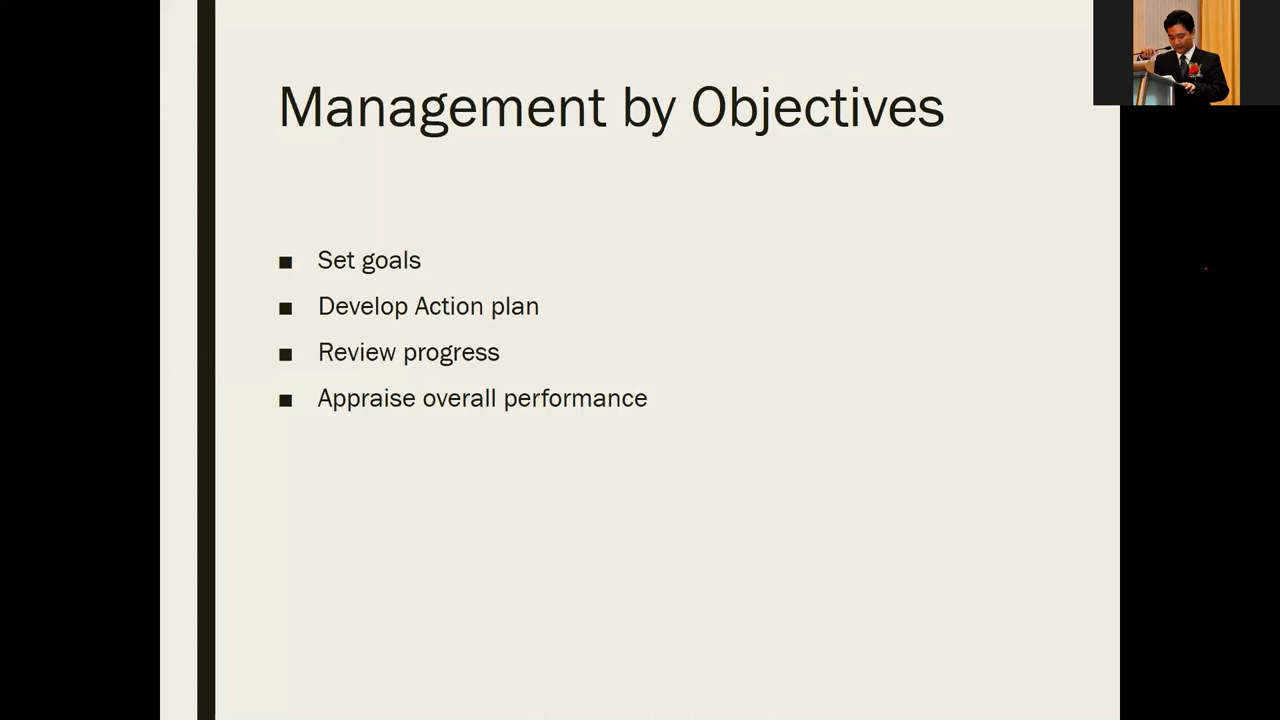 Management by Objectives
■ Set goals
■ Develop Action plan
■ Review progress
■ Appraise overall performance